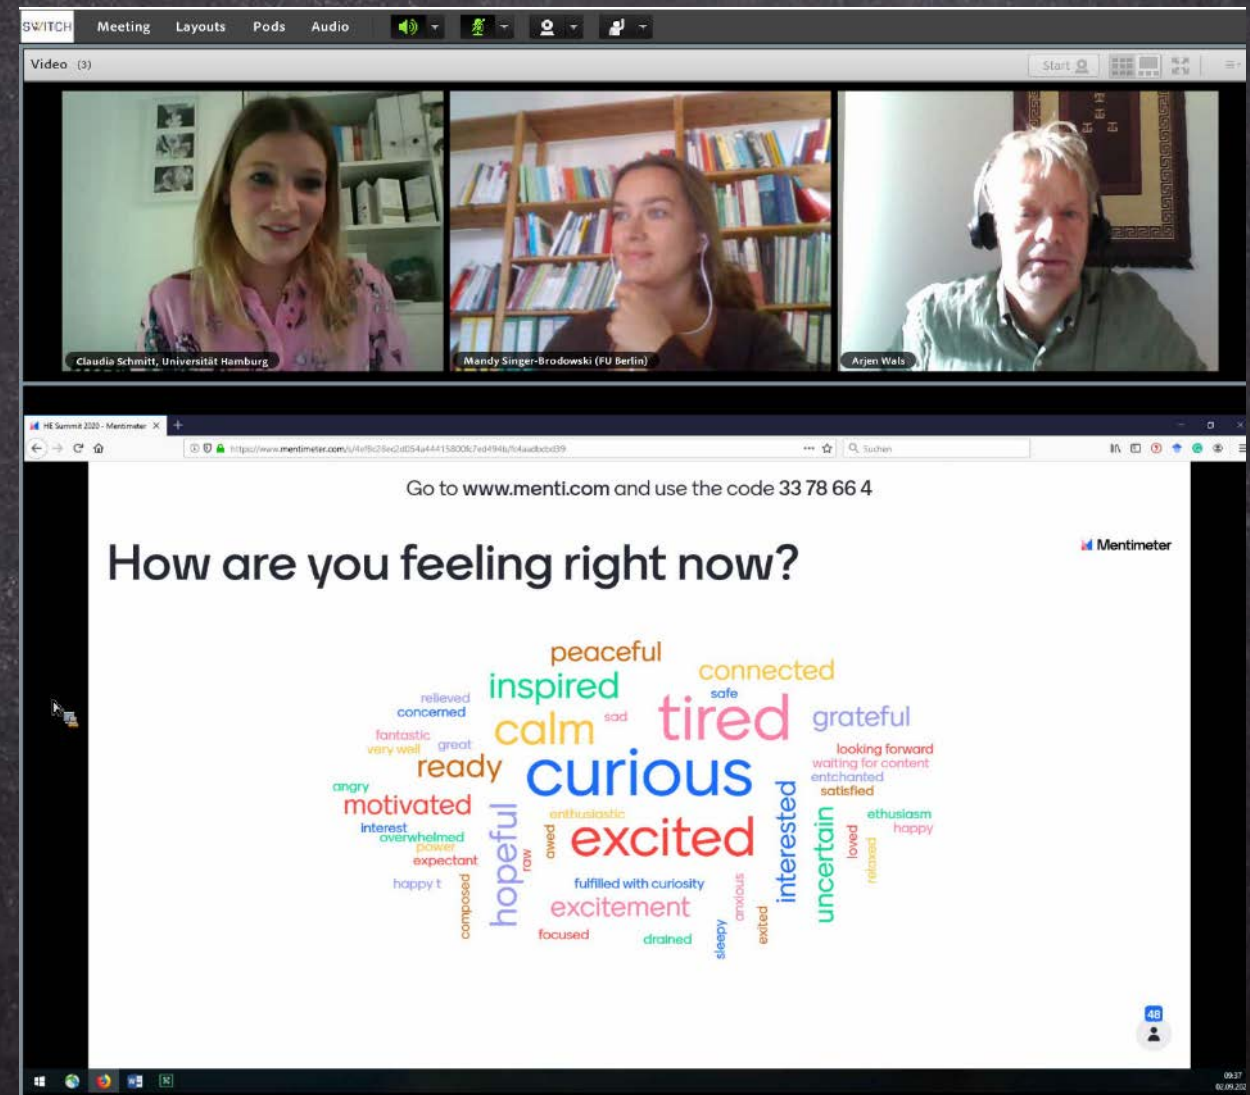 SWITCH Meeting Layouts Pods Audio
Video (3)
Start
Claudia Schmitt, Universität Hamburg
Mandy Singer-Brodowski (FU Berlin)
Arjen Wals
HE Summit 2020 - Mentimeter
Suchen
Go to www.menti.com and use the code 33 78 66 4
How are you feeling right now?
Mentimeter
peaceful
connected
inspired
safe
relieved
concerned
sad
tired
grateful
calm
fantastic
very well
great
looking forward
waiting for content
entchanted
satisfied
ready
curious
angry
motivated
hopeful
enthusiastic
interested
uncertain
ethusiasm
happy
interest
overwhelmed
power
expectant
raw
awed
excited
loved
relaxed
happy t
composed
fulfilled with curiosity
excitement
anxious
focused
drained
sleepy
exited
48
09:37